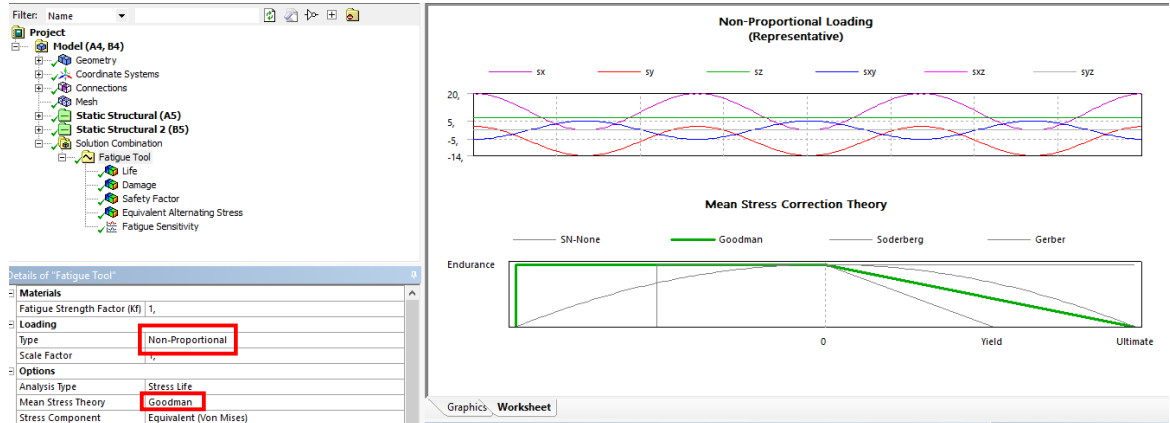 Filter: Name
Project
Model (A4, B4)
Geometry
Coordinate Systems
Connections
Mesh
Static Structural (A5)
Static Structural 2 (B5)
Solution Combination
Fatigue Tool
Life
Damage
Safety Factor
Equivalent Alternating Stress
Fatigue Sensitivity
Details of "Fatigue Tool"
Materials
Fatigue Strength Factor (Kf) 1,
Loading
Type Non-Proportional
Scale Factor 1,
Options
Analysis Type Stress Life
Mean Stress Theory Goodman
Stress Component Equivalent (Von Mises)
Non-Proportional Loading
(Representative)
sx sy sz sxy sxz syz
20,
5,
-5,
-14,
Mean Stress Correction Theory
SN-None Goodman Soderberg Gerber
Endurance
0 Yield Ultimate
Graphics Worksheet